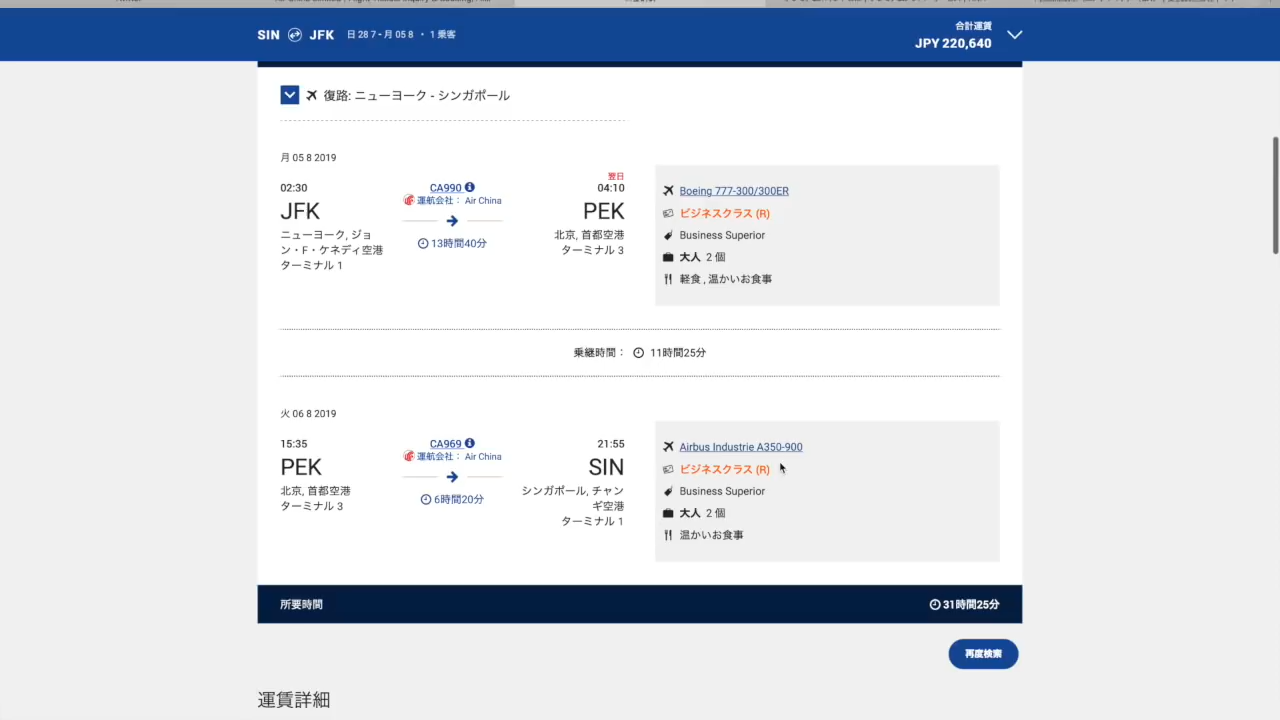 SIN JFK 日 28 7 - 月 05 8 • 1 乗客
合計運賃
JPY 220,640
復路: ニューヨーク - シンガポール
月 05 8 2019
02:30
JFK
ニューヨーク, ジョ
ン・F・ケネディ空港
ターミナル 1
CA990
運航会社： Air China
13時間40分
翌日
04:10
PEK
北京, 首都空港
ターミナル 3
Boeing 777-300/300ER
ビジネスクラス (R)
Business Superior
大人 2 個
軽食 , 温かいお食事
乗継時間： 11時間25分
火 06 8 2019
15:35
PEK
北京, 首都空港
ターミナル 3
CA969
運航会社： Air China
6時間20分
21:55
SIN
シンガポール, チャン
ギ空港
ターミナル 1
Airbus Industrie A350-900
ビジネスクラス (R)
Business Superior
大人 2 個
温かいお食事
所要時間 31時間25分
再度検索
運賃詳細